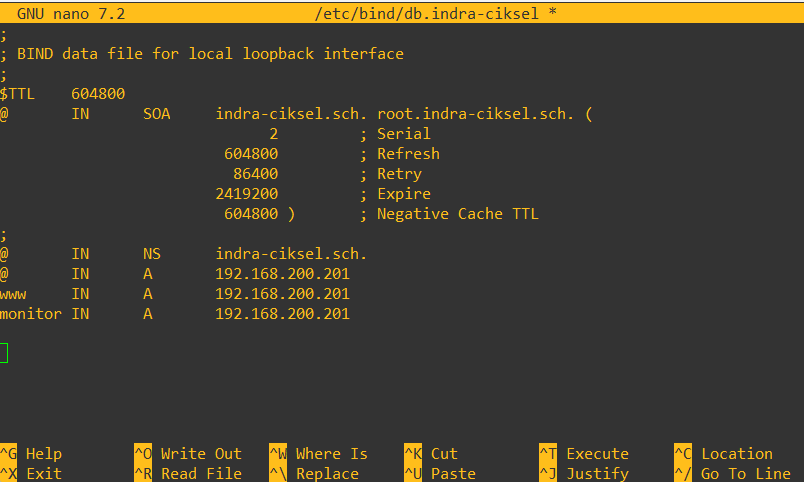 GNU nano 7.2 /etc/bind/db.indra-ciksel *
;
; BIND data file for local loopback interface
;
$TTL 604800
@ IN SOA indra-ciksel.sch. root.indra-ciksel.sch. (
2 ; Serial
604800 ; Refresh
86400 ; Retry
2419200 ; Expire
604800 ) ; Negative Cache TTL
;
@ IN NS indra-ciksel.sch.
@ IN A 192.168.200.201
www IN A 192.168.200.201
monitor IN A 192.168.200.201
^G Help ^O Write Out ^W Where Is ^K Cut ^T Execute ^C Location
^X Exit ^R Read File ^\ Replace ^U Paste ^J Justify ^/ Go To Line